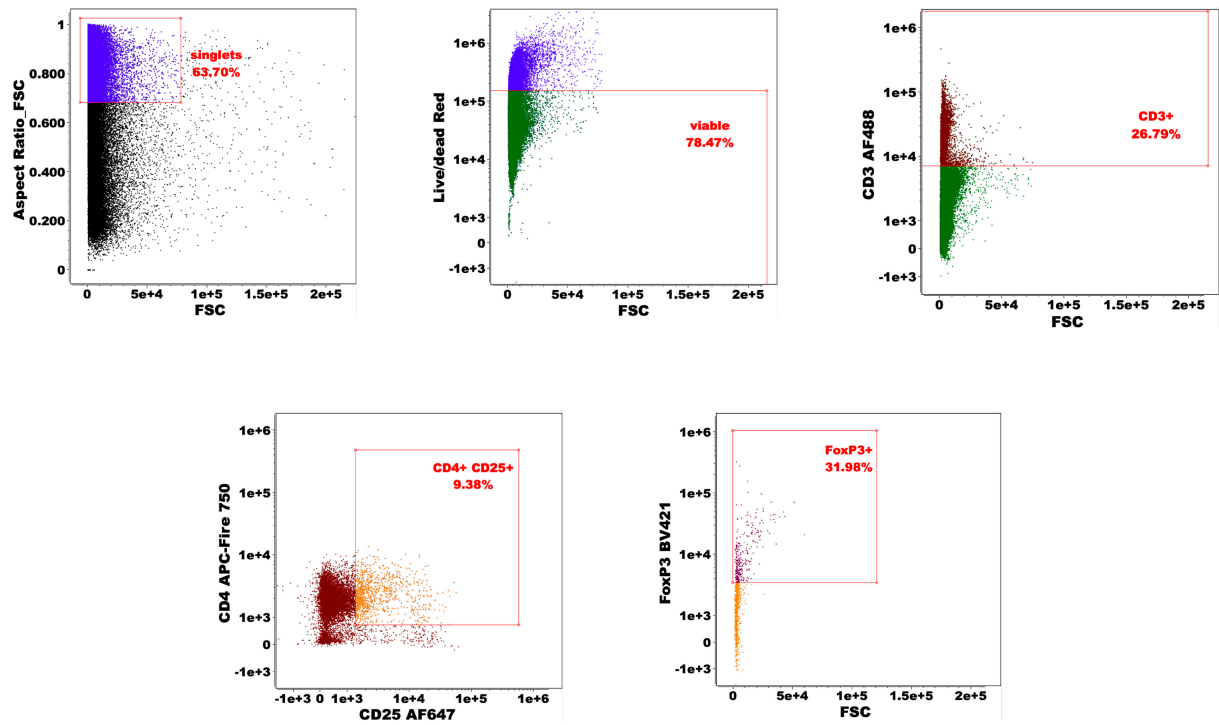 1
0.800
0.600
0.400
0.200
0
Aspect Ratio_FSC
singlets
63.70%
0
5e+4
1e+5
1.5e+5
2e+5
FSC
1e+6
1e+5
1e+4
1e+3
0
-1e+3
Live/dead Red
viable
78.47%
0
5e+4
1e+5
1.5e+5
2e+5
FSC
1e+6
1e+5
1e+4
1e+3
0
-1e+3
CD3 AF488
CD3+
26.79%
0
5e+4
1e+5
1.5e+5
2e+5
FSC
1e+6
1e+5
1e+4
1e+3
0
-1e+3
CD4 APC-Fire 750
CD4+ CD25+
9.38%
-1e+3
0
1e+3
1e+4
1e+5
1e+6
CD25 AF647
1e+6
1e+5
1e+4
1e+3
0
-1e+3
FoxP3 BV421
FoxP3+
31.98%
0
5e+4
1e+5
1.5e+5
2e+5
FSC